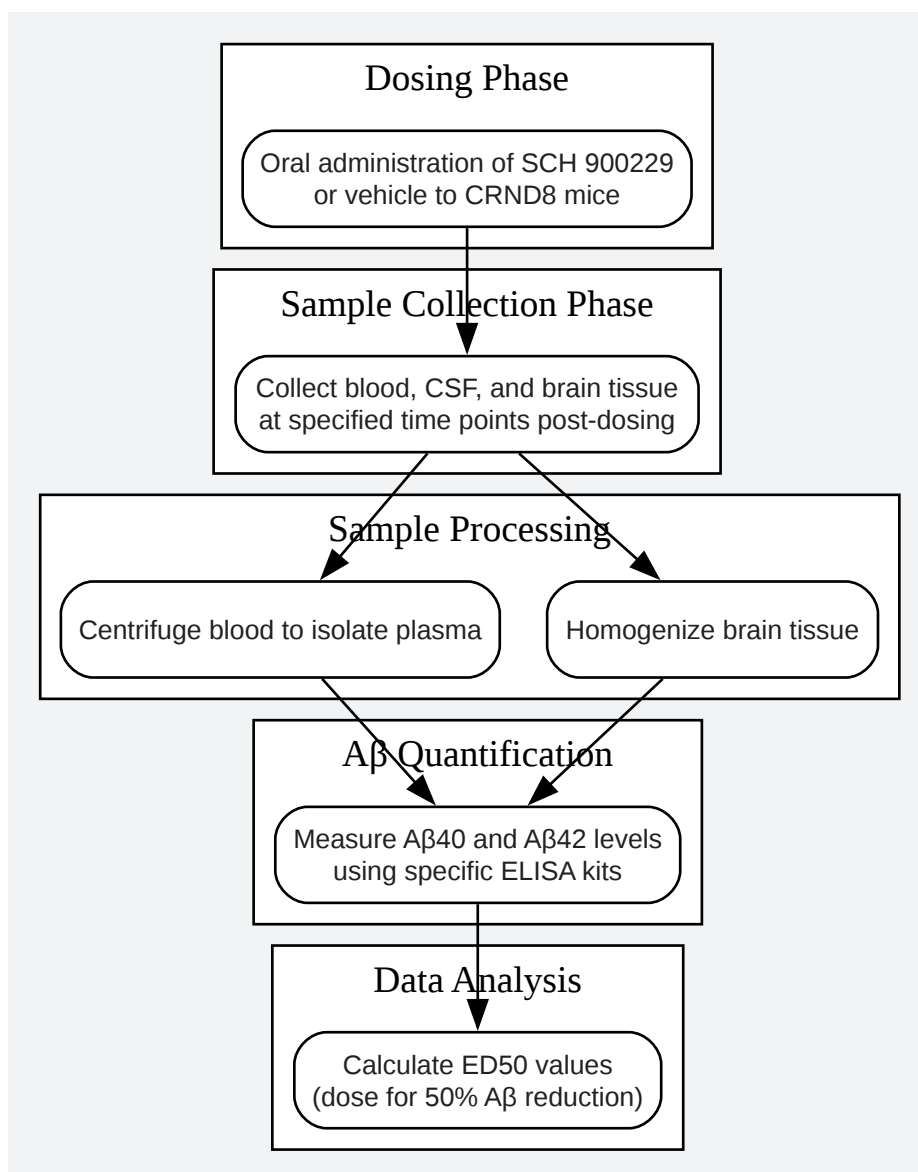 Dosing Phase
Oral administration of SCH 900229
or vehicle to CRND8 mice
Sample Collection Phase
Collect blood, CSF, and brain tissue
at specified time points post-dosing
Sample Processing
Centrifuge blood to isolate plasma
Homogenize brain tissue
Aβ Quantification
Measure Aβ40 and Aβ42 levels
using specific ELISA kits
Data Analysis
Calculate ED50 values
(dose for 50% Aβ reduction)